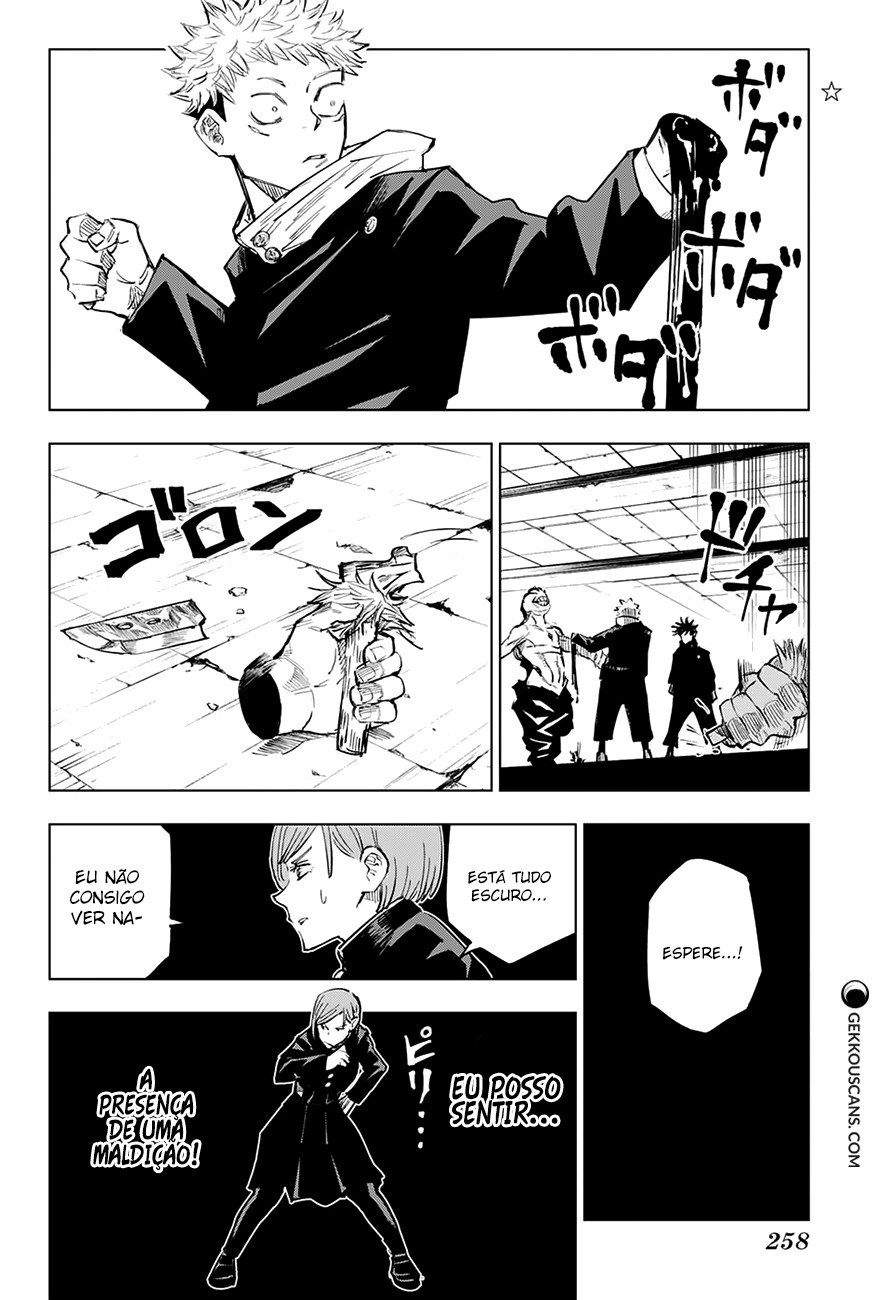 ☆
ボダ
ボダ
ボダ
ドチャ
ゴロン
ESPERE...!
ESTÁ TUDO
ESCURO...
EU NÃO
CONSIGO
VER NA-
EU POSSO
SENTIR...
ピリ....
A
PRESENÇA
DE UMA
MALDIÇÃO!
GEKKOUSCANS.COM
258